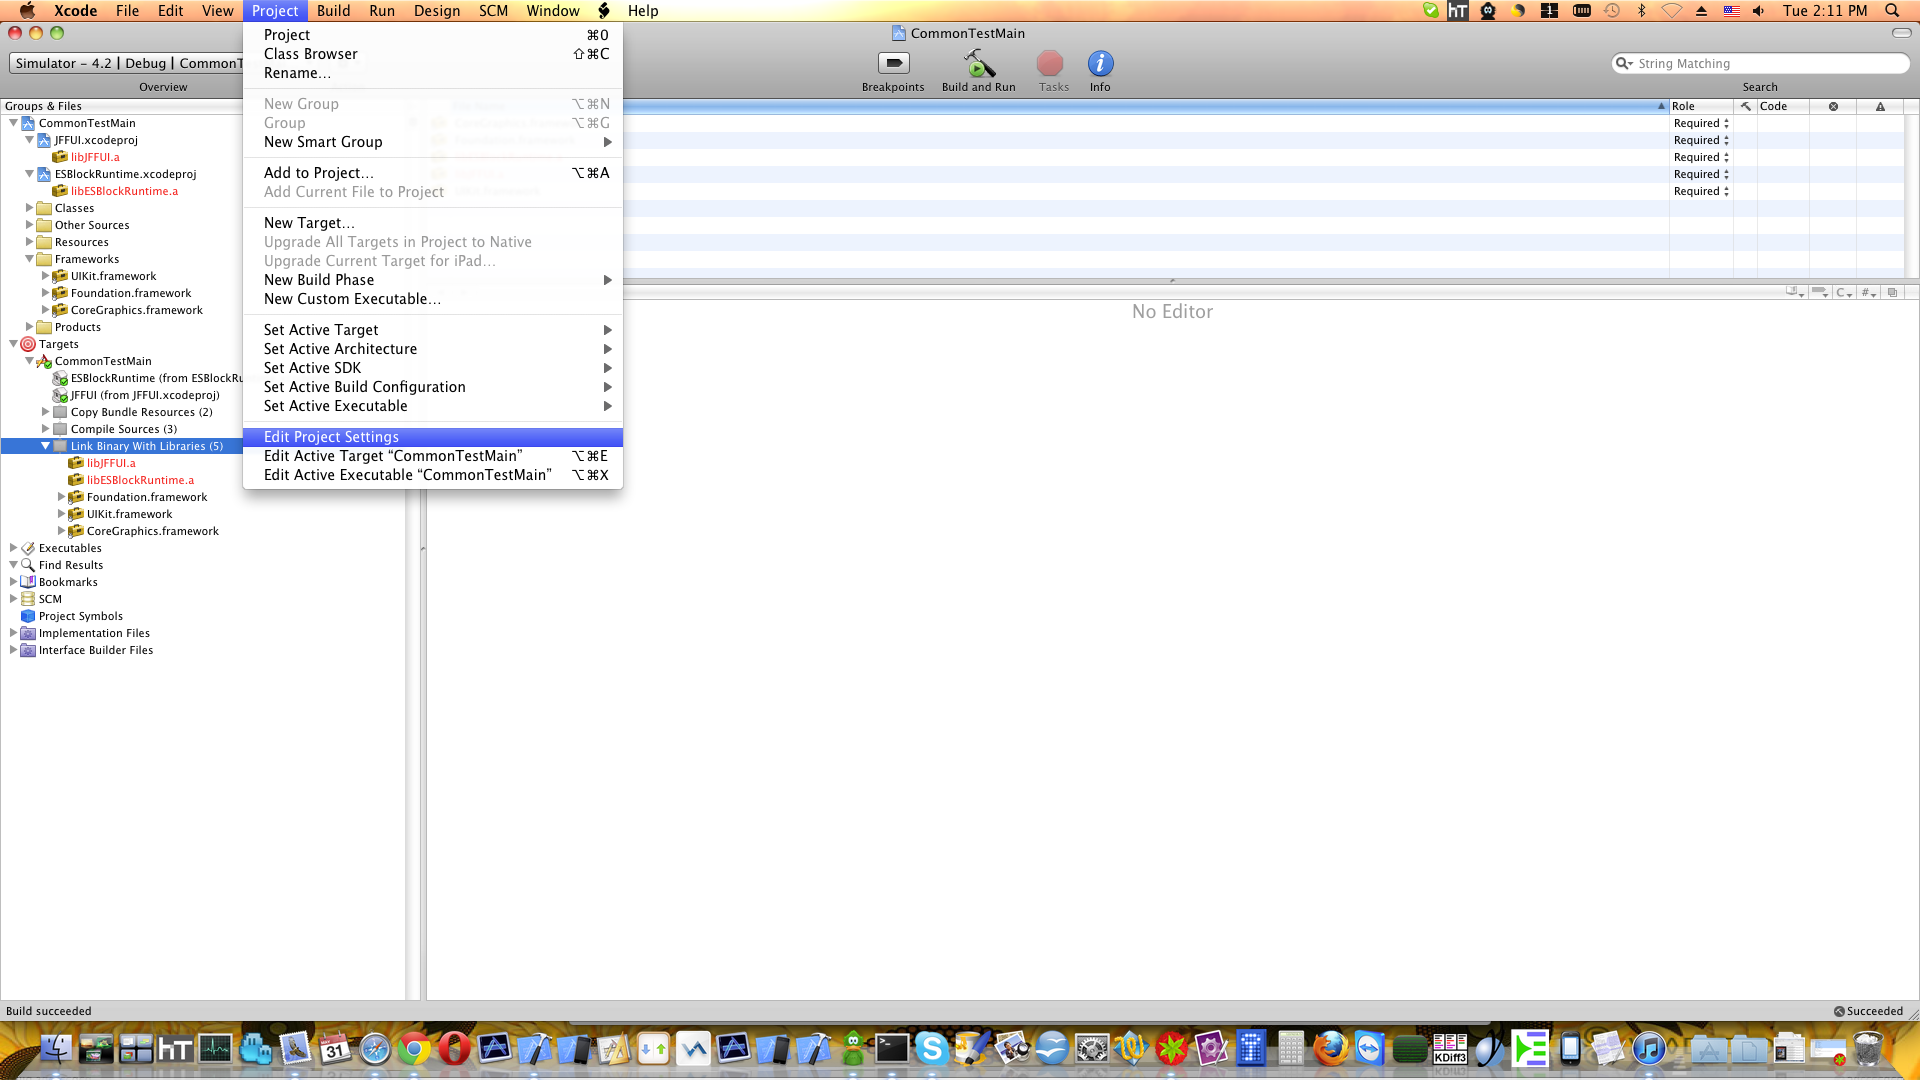 Xcode File Edit View Project Build Run Design SCM Window Help
hT
1
Tue 2:11 PM
CommonTestMain
Simulator - 4.2 | Debug | CommonT
Overview
Breakpoints
Build and Run
Tasks
Info
String Matching
Search
Project ⌘0
Class Browser ⇧⌘C
Rename...
New Group ⌥⌘N
Group ⌥⌘G
New Smart Group
Add to Project... ⌥⌘A
Add Current File to Project
New Target...
Upgrade All Targets in Project to Native
Upgrade Current Target for iPad...
New Build Phase
New Custom Executable...
Set Active Target
Set Active Architecture
Set Active SDK
Set Active Build Configuration
Set Active Executable
Edit Project Settings
Edit Active Target “CommonTestMain” ⌥⌘E
Edit Active Executable “CommonTestMain” ⌥⌘X
Groups & Files
CommonTestMain
JFFUI.xcodeproj
libJFFUI.a
ESBlockRuntime.xcodeproj
libESBlockRuntime.a
Classes
Other Sources
Resources
Frameworks
UIKit.framework
Foundation.framework
CoreGraphics.framework
Products
Targets
CommonTestMain
ESBlockRuntime (from ESBlockRu
JFFUI (from JFFUI.xcodeproj)
Copy Bundle Resources (2)
Compile Sources (3)
Link Binary With Libraries (5)
libJFFUI.a
libESBlockRuntime.a
Foundation.framework
UIKit.framework
CoreGraphics.framework
Executables
Find Results
Bookmarks
SCM
Project Symbols
Implementation Files
Interface Builder Files
Role Code
Required
Required
Required
Required
Required
C #
No Editor
Build succeeded
Succeeded
hT
31
KDiff3